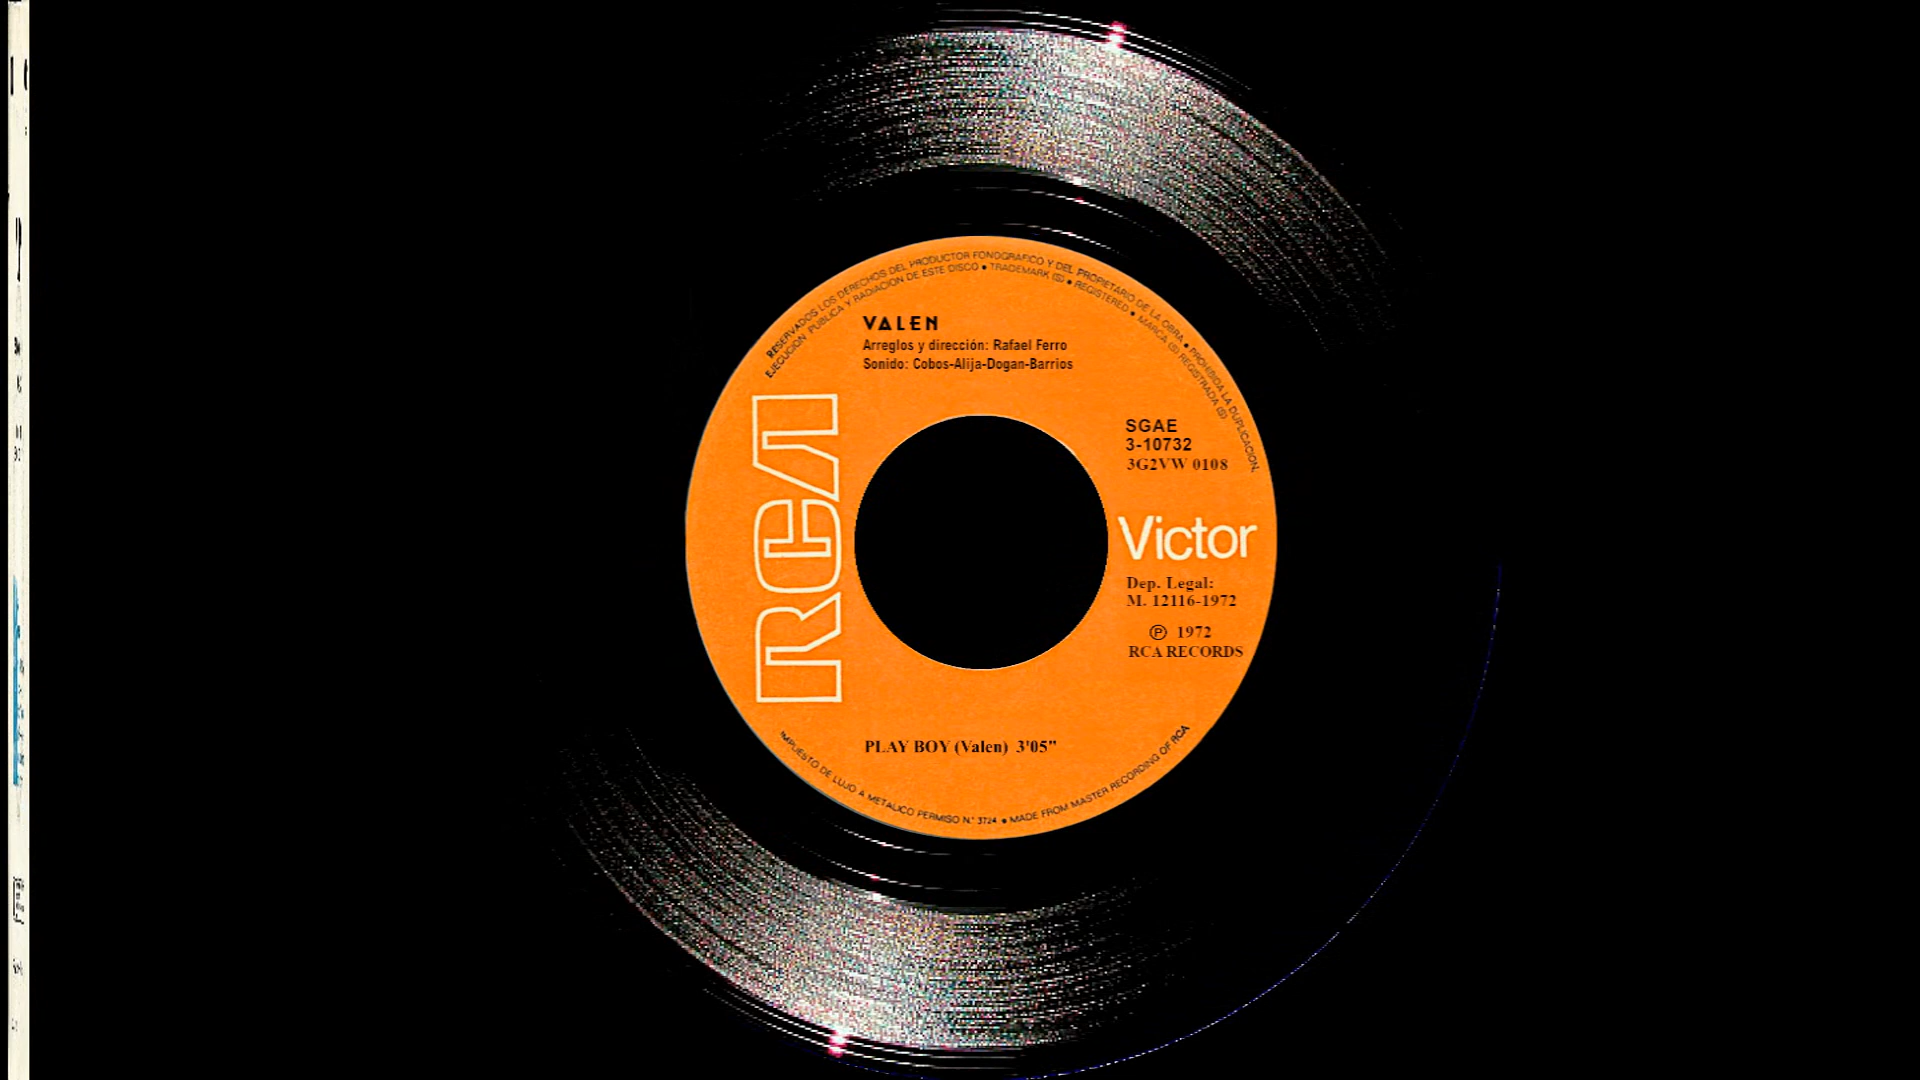 RESERVADOS LOS DERECHOS DEL PRODUCTOR FONOGRAFICO Y DEL PROPIETARIO DE LA OBRA ● PROHIBIDA LA DUPLICACION,
EJECUCION PUBLICA Y RADIACION DE ESTE DISCO ● TRADEMARK (S) ● REGISTERED ● MARCA (S) REGISTRADA (S)
VALEN
Arreglos y dirección: Rafael Ferro
Sonido: Cobos-Alija-Dogan-Barrios
RCA
SGAE
3-10732
3G2VW 0108
Victor
Dep. Legal:
M. 12116-1972
℗ 1972
RCA RECORDS
PLAY BOY (Valen) 3'05"
IMPUESTO DE LUJO A METALICO PERMISO N.º 3724 ● MADE FROM MASTER RECORDING OF RCA